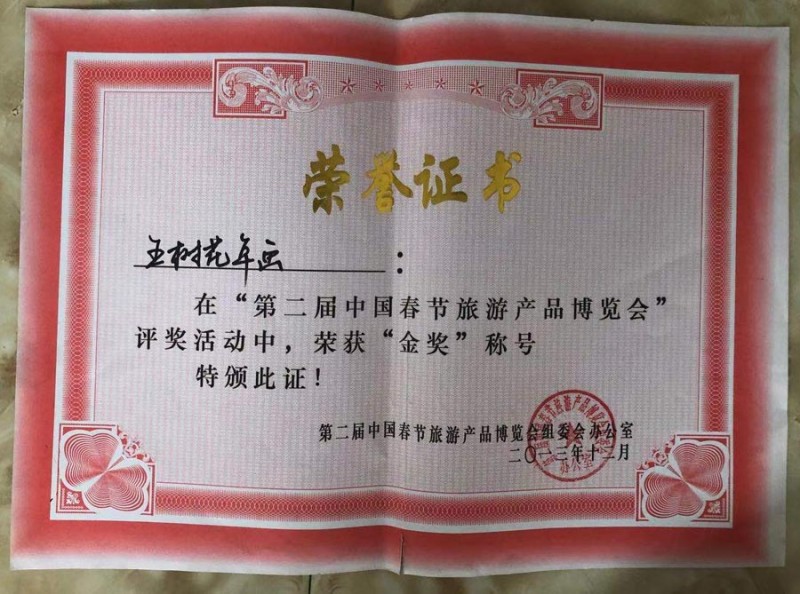 荣誉证书
王树花年画：
在“第二届中国春节旅游产品博览会”
评奖活动中，荣获“金奖”称号
特颁此证！
第二届中国春节旅游产品博览会组委会办公室
二〇一三年十二月